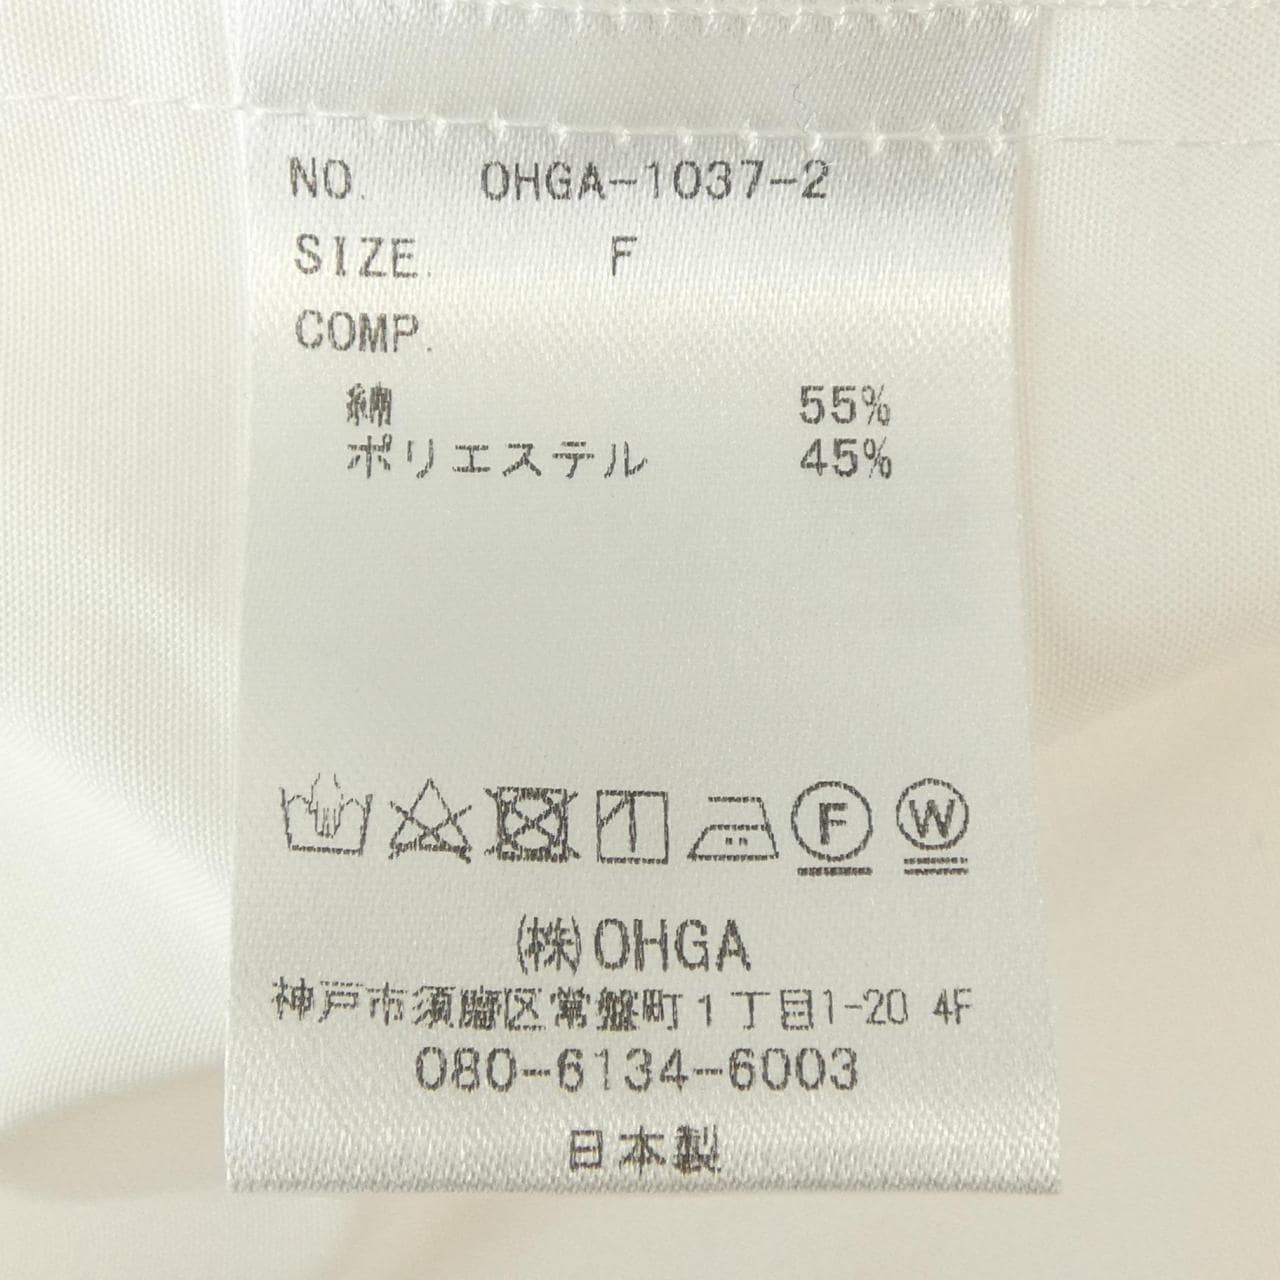 NO. OHGA-1037-2
SIZE. F
COMP.
綿 55%
ポリエステル 45%
F W
(株)OHGA
神戸市須磨区常盤町1丁目1-20 4F
080-6134-6003
日本製